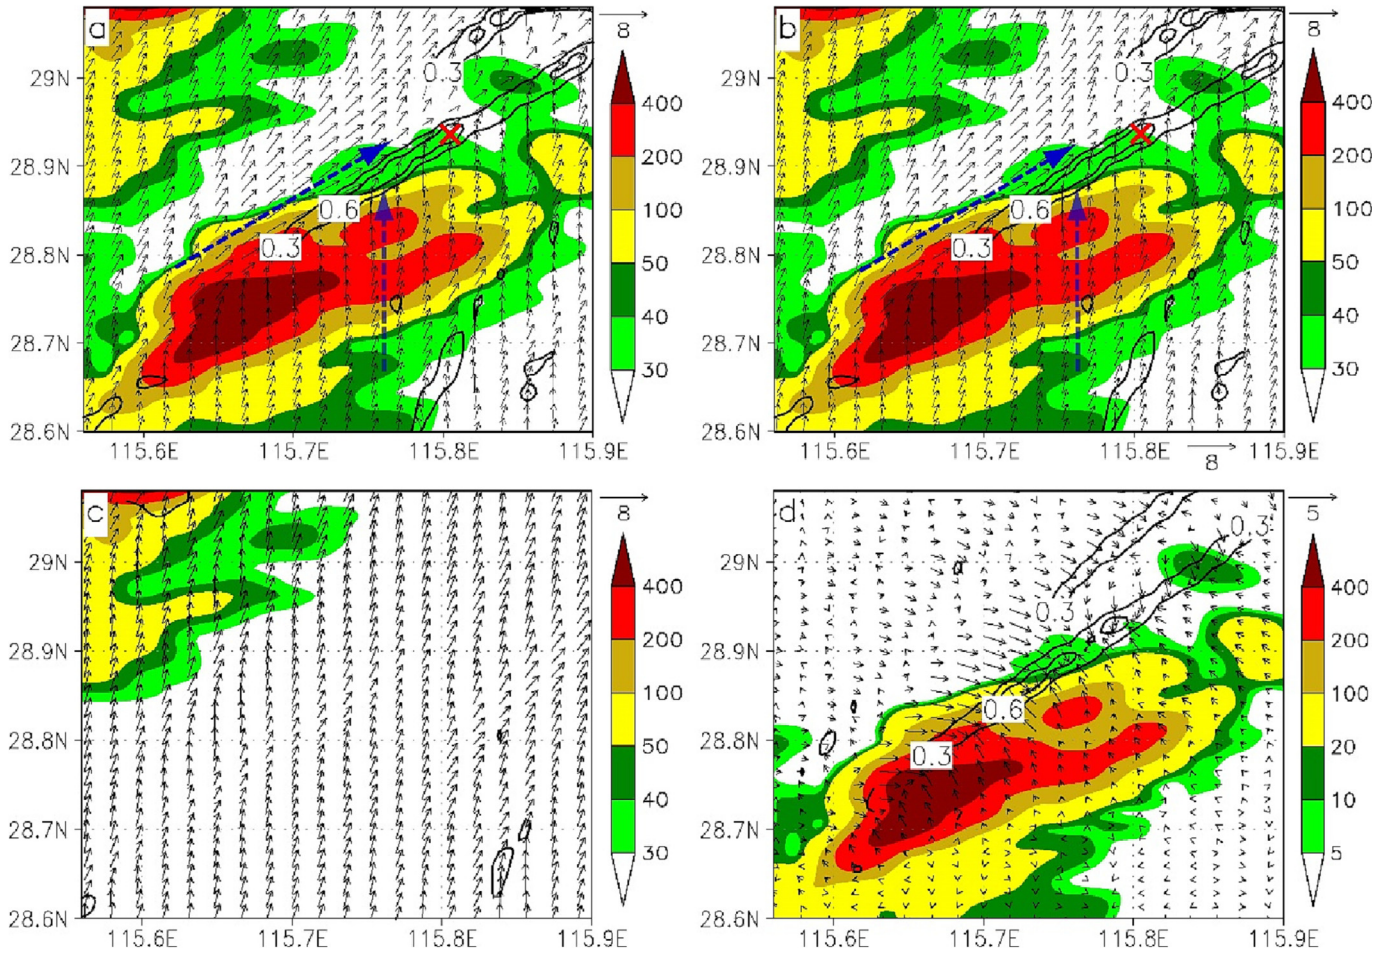 a
8
29N
28.9N
28.8N
28.7N
28.6N
0.3
0.6
0.3
400
200
100
50
40
30
115.6E
115.7E
115.8E
115.9E
b
8
29N
28.9N
28.8N
28.7N
28.6N
0.3
0.6
0.3
400
200
100
50
40
30
115.6E
115.7E
115.8E
115.9E
8
c
8
29N
28.9N
28.8N
28.7N
28.6N
400
200
100
50
40
30
115.6E
115.7E
115.8E
115.9E
d
5
29N
28.9N
28.8N
28.7N
28.6N
0.3
0.3
0.6
0.3
400
200
100
20
10
5
115.6E
115.7E
115.8E
115.9E